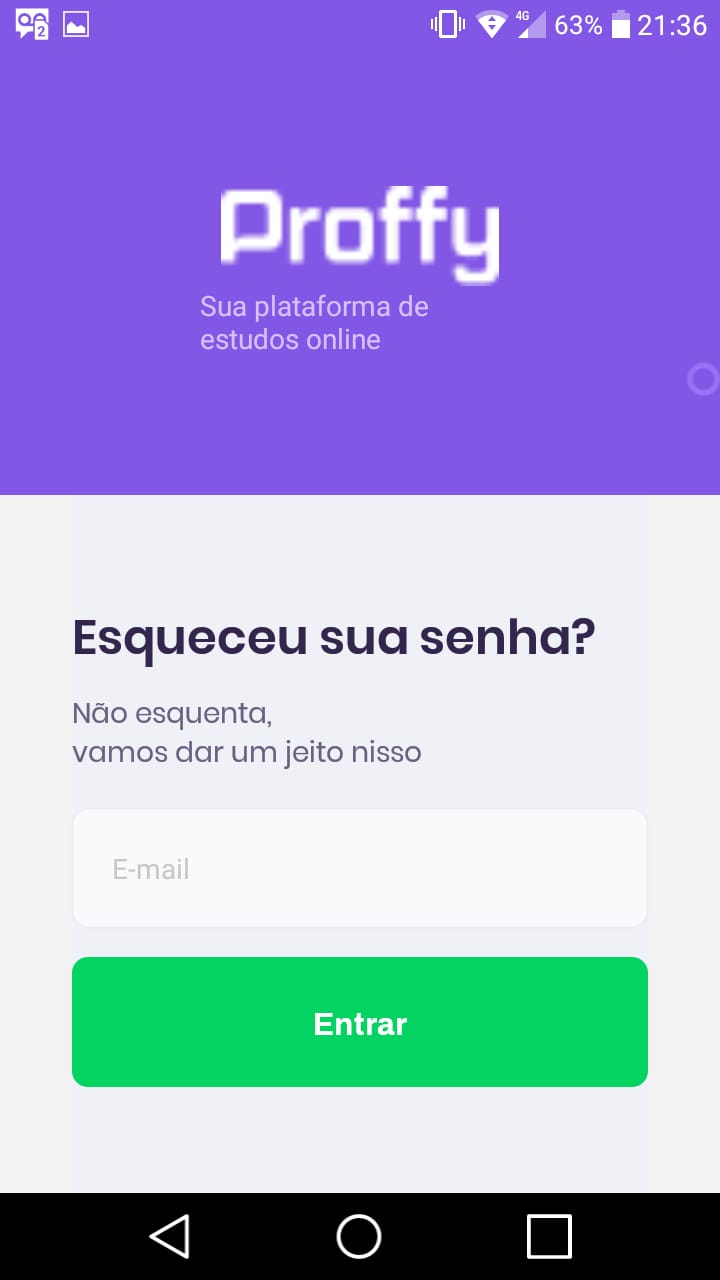 2
4G 63% 21:36
Proffy
Sua plataforma de
estudos online
Esqueceu sua senha?
Não esquenta,
vamos dar um jeito nisso
E-mail
Entrar